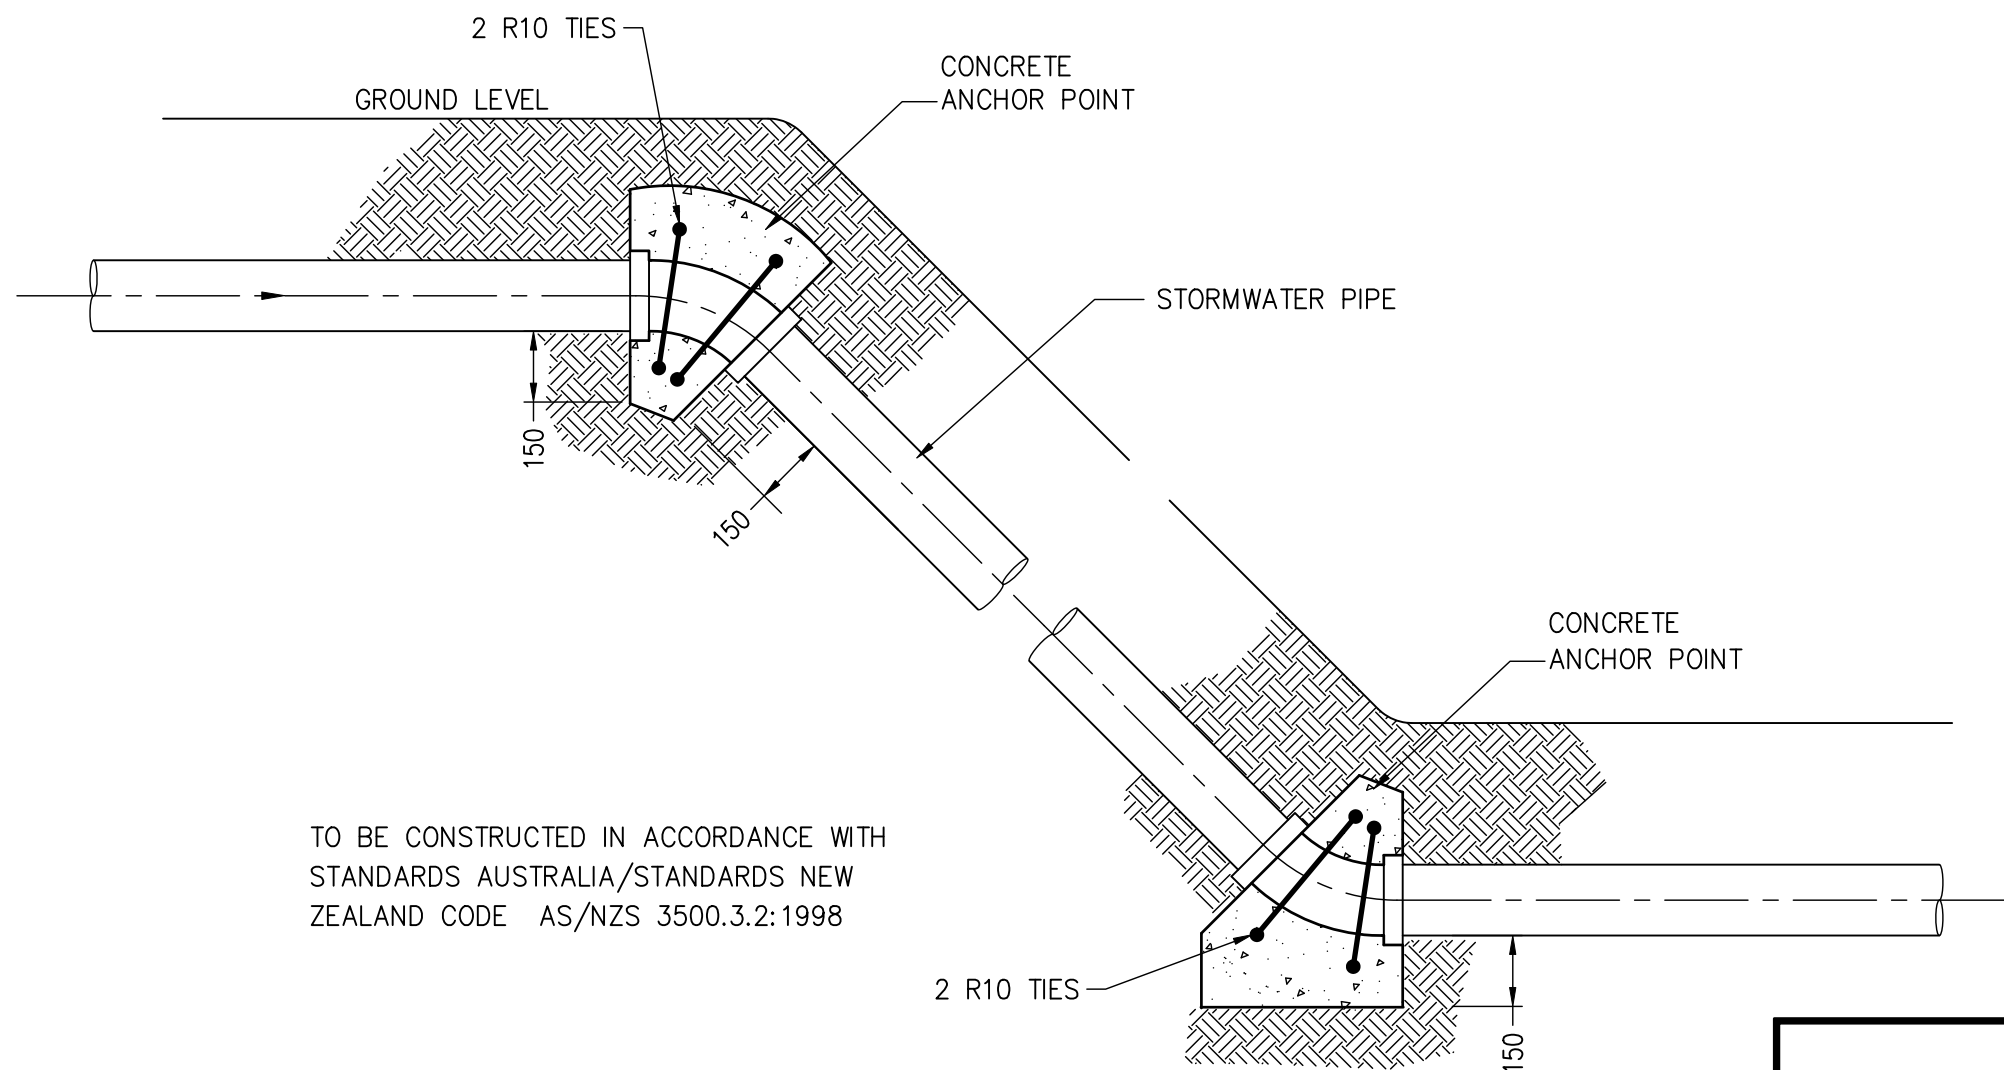 2 R10 TIES
CONCRETE
ANCHOR POINT
GROUND LEVEL
STORMWATER PIPE
150
150
CONCRETE
ANCHOR POINT
TO BE CONSTRUCTED IN ACCORDANCE WITH
STANDARDS AUSTRALIA/STANDARDS NEW
ZEALAND CODE AS/NZS 3500.3.2:1998
2 R10 TIES
150